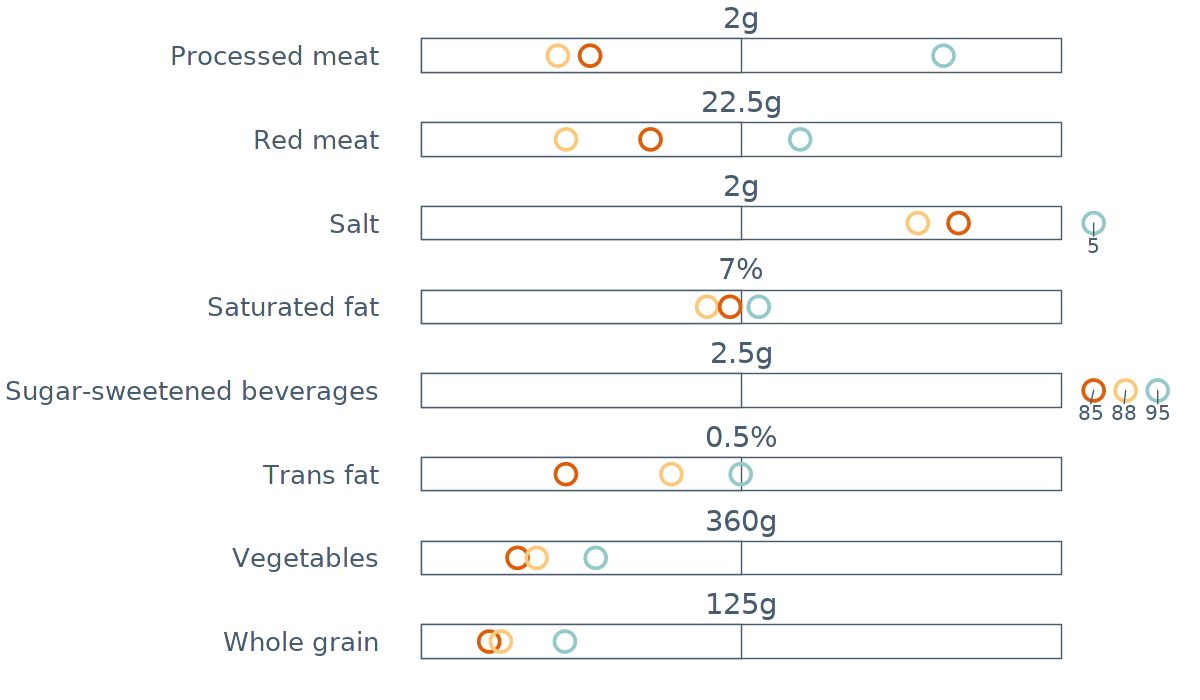 2g
Processed meat
22.5g
Red meat
2g
Salt
5
7%
Saturated fat
2.5g
Sugar-sweetened beverages
85 88 95
0.5%
Trans fat
360g
Vegetables
125g
Whole grain